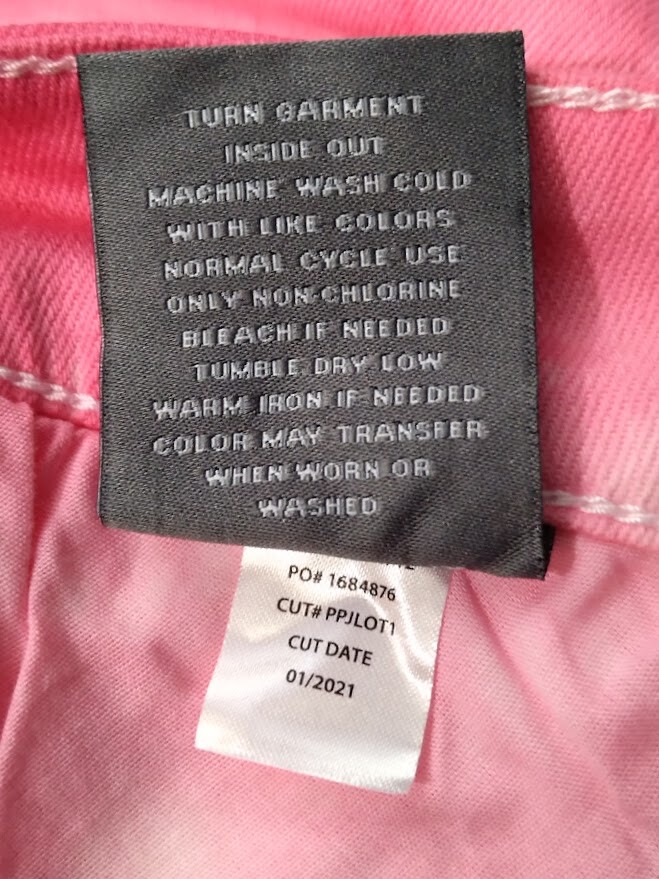 TURN GARMENT
INSIDE OUT
MACHINE WASH COLD
WITH LIKE COLORS
NORMAL CYCLE USE
ONLY NON-CHLORINE
BLEACH IF NEEDED
TUMBLE DRY LOW
WARM IRON IF NEEDED
COLOR MAY TRANSFER
WHEN WORN OR
WASHED
PO# 1684876
CUT# PPJLOT1
CUT DATE
01/2021